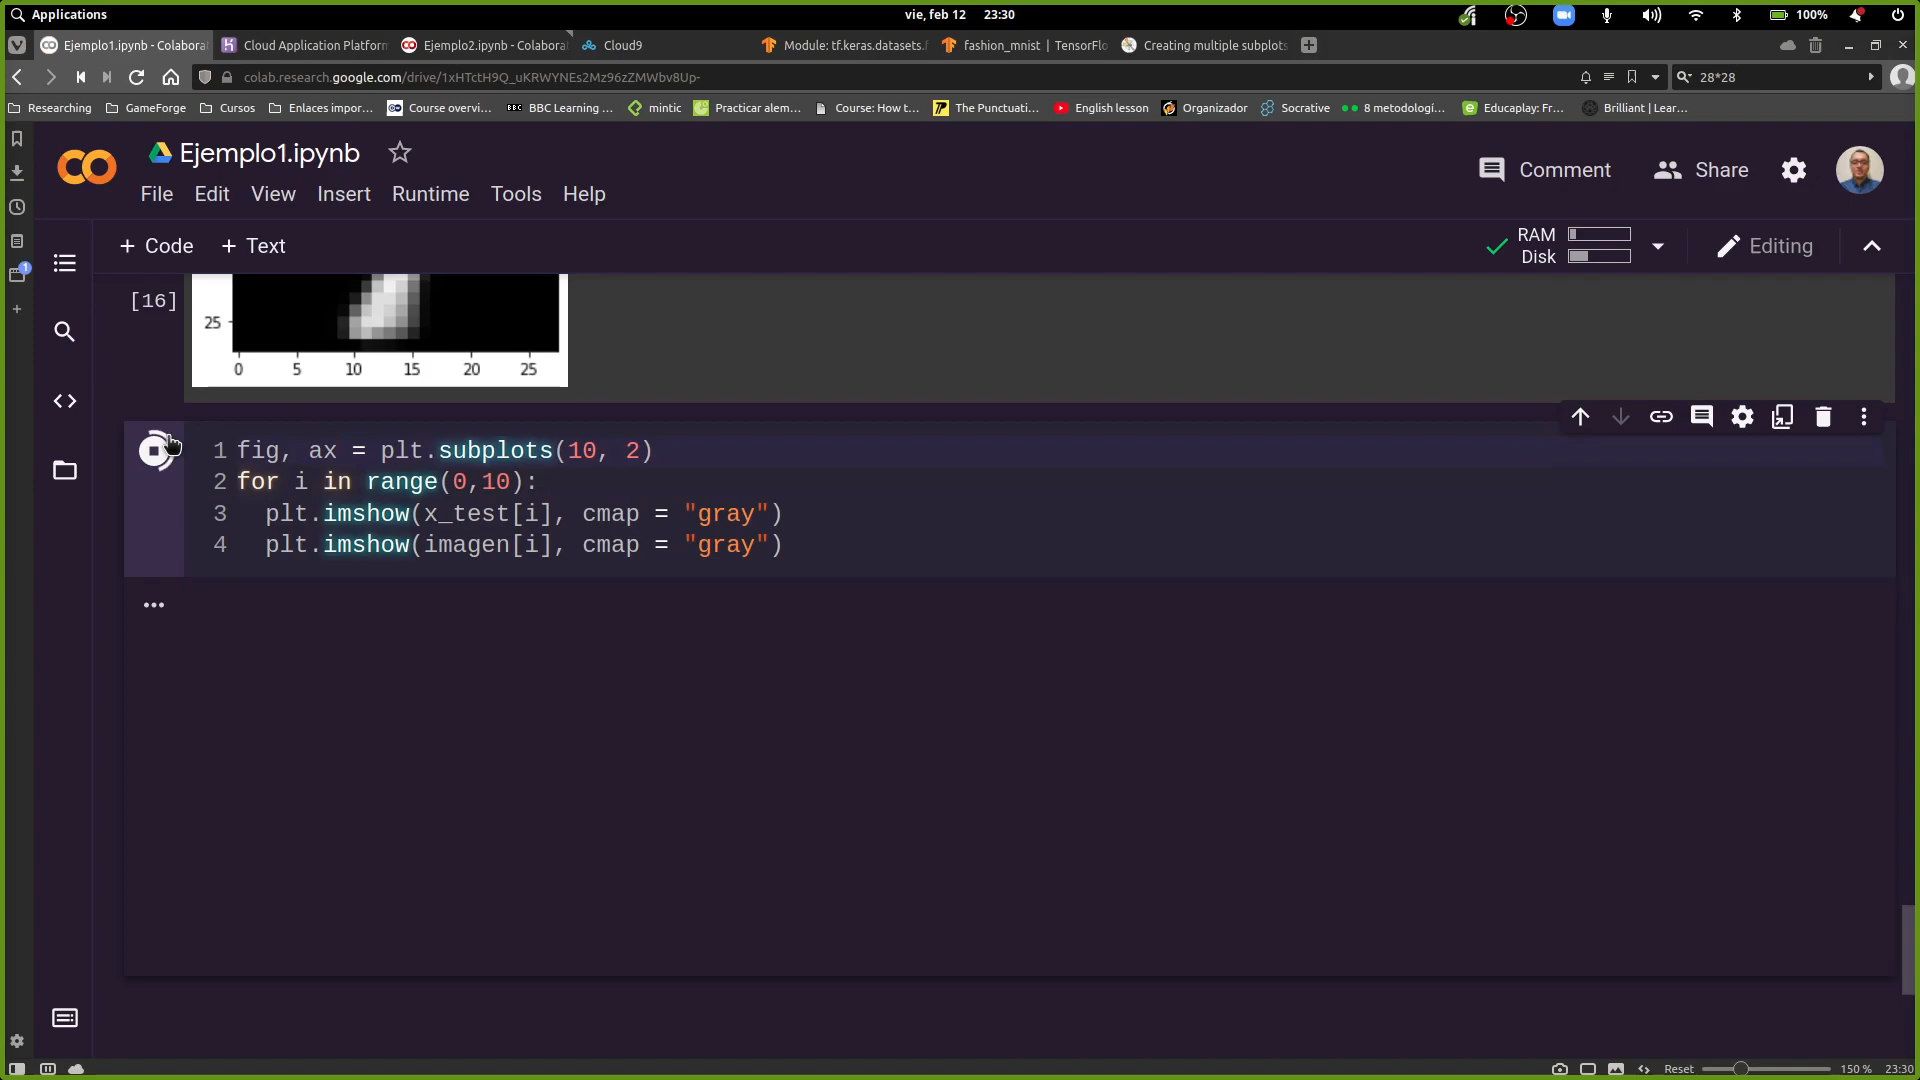 Applications
vie, feb 12 23:30
100%
Ejemplo1.ipynb - Colabora
Cloud Application Platform
Ejemplo2.ipynb - Colabora
Cloud9
Module: tf.keras.datasets.f
fashion_mnist | TensorFlo
Creating multiple subplots
colab.research.google.com/drive/1xHTctH9Q_uKRWYNEs2Mz96zZMWbv8Up-
28*28
Researching
GameForge
Cursos
Enlaces impor...
Course overvi...
BBC BBC Learning ...
mintic
Practicar alem...
Course: How t...
The Punctuati...
English lesson
Organizador
Socrative
8 metodologí...
Educaplay: Fr...
Brilliant | Lear...
1
Ejemplo1.ipynb
Comment
Share
File Edit View Insert Runtime Tools Help
+ Code + Text
RAM
Disk
Editing
[16]
25
0 5 10 15 20 25
1 fig, ax = plt.subplots(10, 2)
2 for i in range(0,10):
3 plt.imshow(x_test[i], cmap = "gray")
4 plt.imshow(imagen[i], cmap = "gray")
...
Reset
150 %
23:30